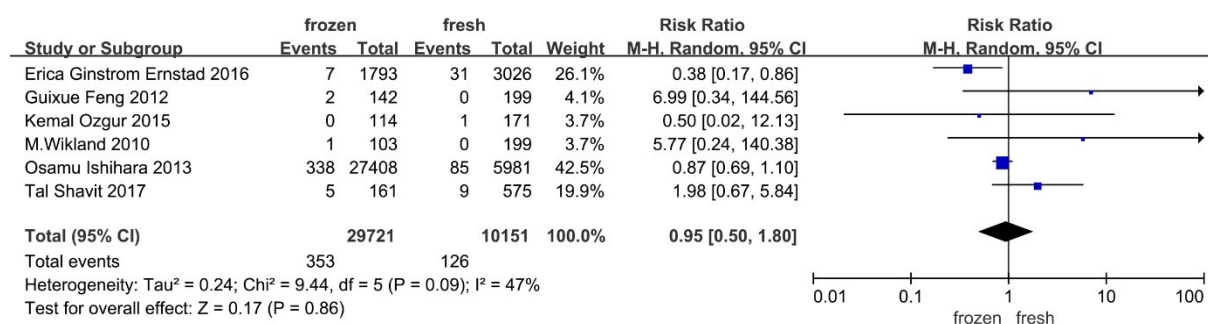 frozen fresh Risk Ratio Risk Ratio
Study or Subgroup Events Total Events Total Weight M-H, Random, 95% CI M-H, Random, 95% CI
Erica Ginstrom Ernstad 2016 7 1793 31 3026 26.1% 0.38 [0.17, 0.86]
Guixue Feng 2012 2 142 0 199 4.1% 6.99 [0.34, 144.56]
Kemal Ozgur 2015 0 114 1 171 3.7% 0.50 [0.02, 12.13]
M.Wikland 2010 1 103 0 199 3.7% 5.77 [0.24, 140.38]
Osamu Ishihara 2013 338 27408 85 5981 42.5% 0.87 [0.69, 1.10]
Tal Shavit 2017 5 161 9 575 19.9% 1.98 [0.67, 5.84]
Total (95% CI) 29721 10151 100.0% 0.95 [0.50, 1.80]
Total events 353 126
Heterogeneity: Tau² = 0.24; Chi² = 9.44, df = 5 (P = 0.09); I² = 47%
Test for overall effect: Z = 0.17 (P = 0.86)
0.01 0.1 1 10 100
frozen fresh